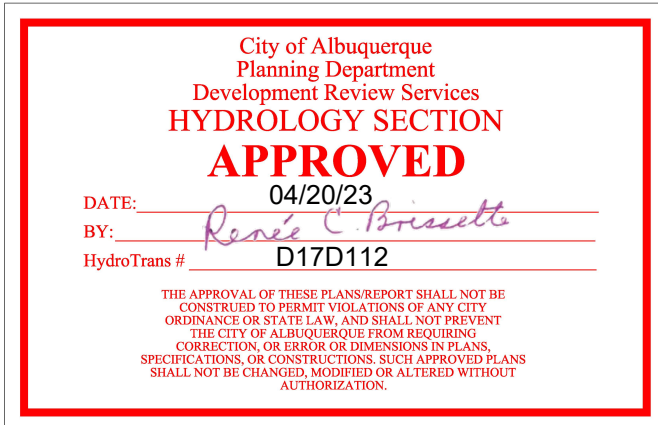 City of Albuquerque
Planning Department
Development Review Services
HYDROLOGY SECTION
APPROVED
DATE: 04/20/23
BY: Renée C. Brissette
HydroTrans # D17D112
THE APPROVAL OF THESE PLANS/REPORT SHALL NOT BE
CONSTRUED TO PERMIT VIOLATIONS OF ANY CITY
ORDINANCE OR STATE LAW, AND SHALL NOT PREVENT
THE CITY OF ALBUQUERQUE FROM REQUIRING
CORRECTION, OR ERROR OR DIMENSIONS IN PLANS,
SPECIFICATIONS, OR CONSTRUCTIONS. SUCH APPROVED PLANS
SHALL NOT BE CHANGED, MODIFIED OR ALTERED WITHOUT
AUTHORIZATION.